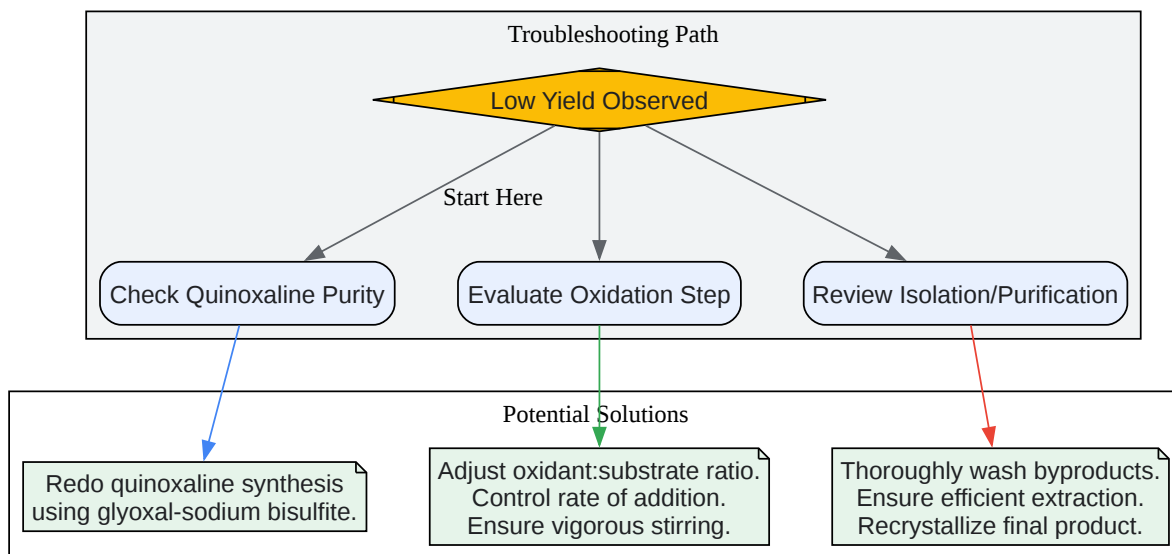 Troubleshooting Path
Low Yield Observed
Start Here
Check Quinoxaline Purity
Evaluate Oxidation Step
Review Isolation/Purification
Potential Solutions
Redo quinoxaline synthesis
using glyoxal-sodium bisulfite.
Adjust oxidant:substrate ratio.
Control rate of addition.
Ensure vigorous stirring.
Thoroughly wash byproducts.
Ensure efficient extraction.
Recrystallize final product.